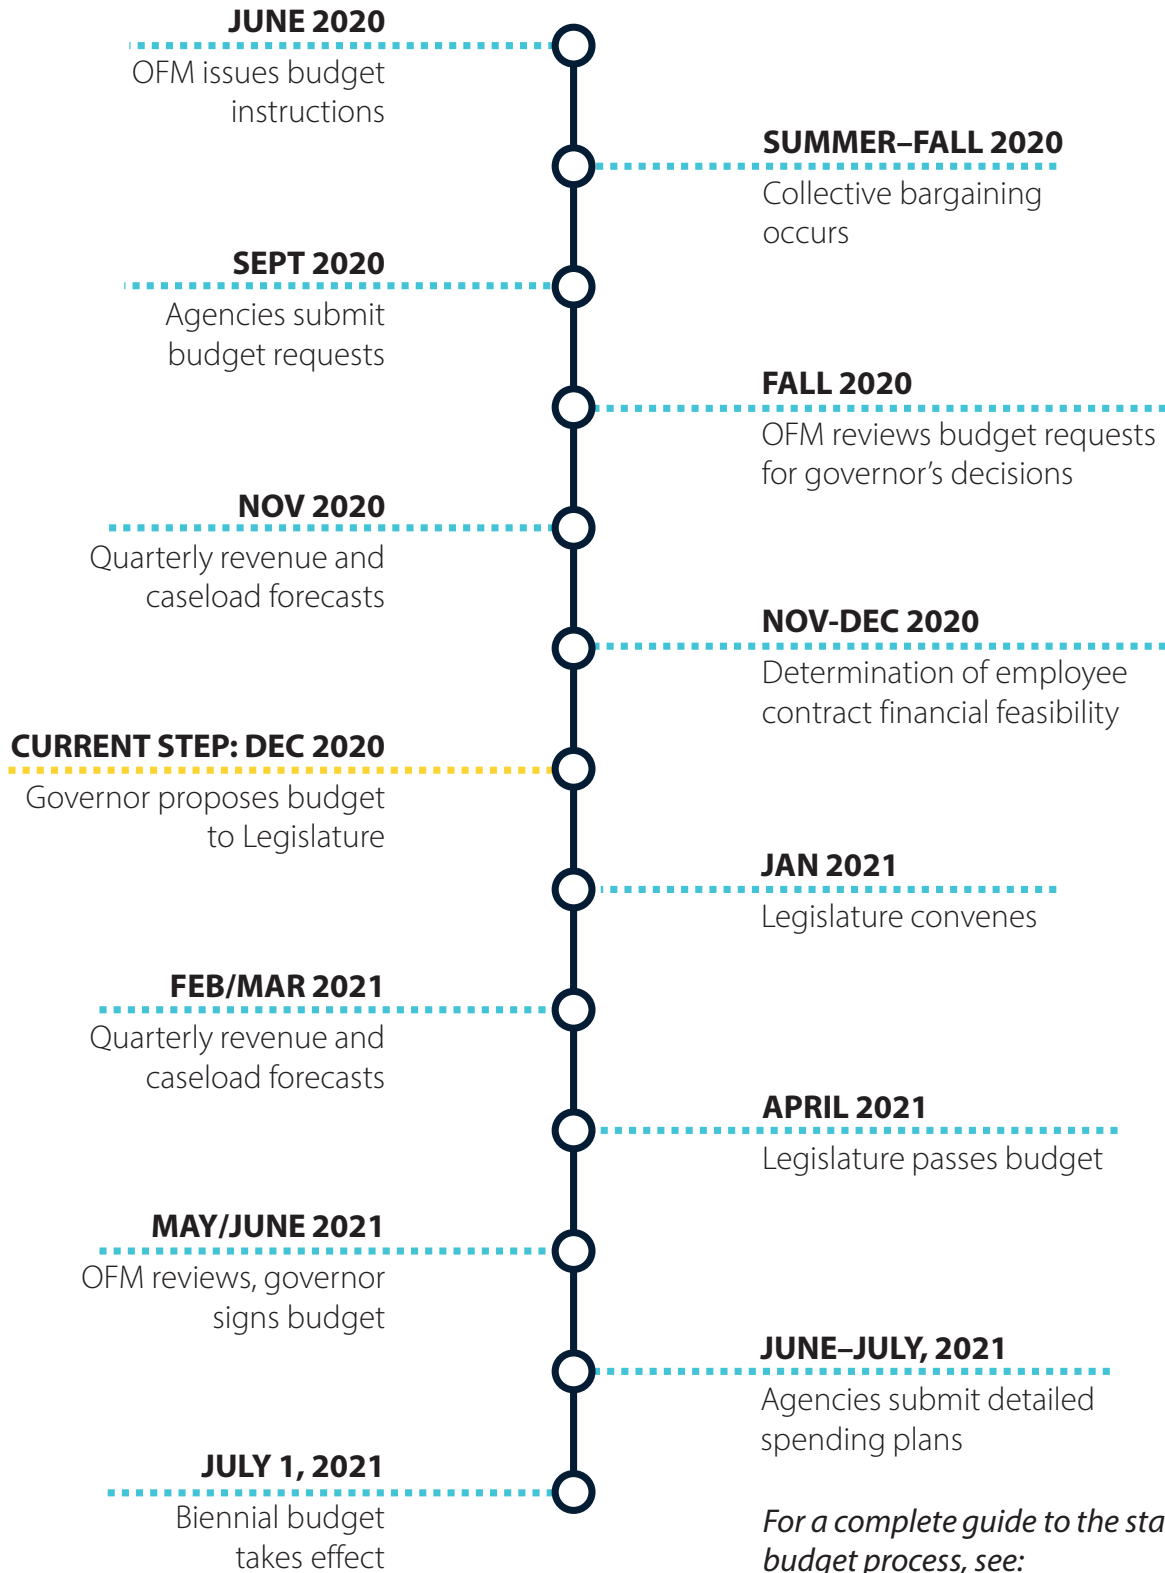 JUNE 2020
OFM issues budget
instructions
SUMMER–FALL 2020
Collective bargaining
occurs
SEPT 2020
Agencies submit
budget requests
FALL 2020
OFM reviews budget requests
for governor’s decisions
NOV 2020
Quarterly revenue and
caseload forecasts
NOV-DEC 2020
Determination of employee
contract financial feasibility
CURRENT STEP: DEC 2020
Governor proposes budget
to Legislature
JAN 2021
Legislature convenes
FEB/MAR 2021
Quarterly revenue and
caseload forecasts
APRIL 2021
Legislature passes budget
MAY/JUNE 2021
OFM reviews, governor
signs budget
JUNE–JULY, 2021
Agencies submit detailed
spending plans
JULY 1, 2021
Biennial budget
takes effect
For a complete guide to the
budget process, see: